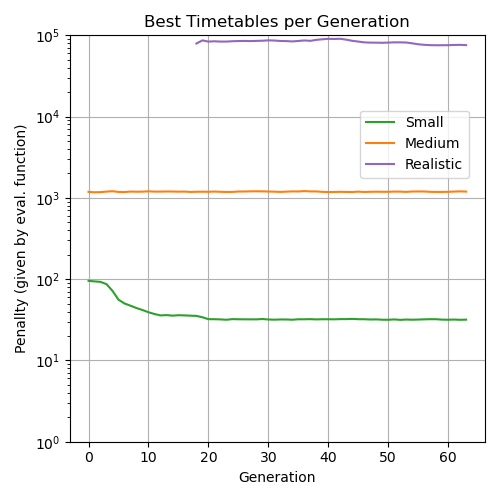 Best Timetables per Generation
Penallty (given by eval. function)
10^5
10^4
10^3
10^2
10^1
10^0
Small
Medium
Realistic
0 10 20 30 40 50 60
Generation